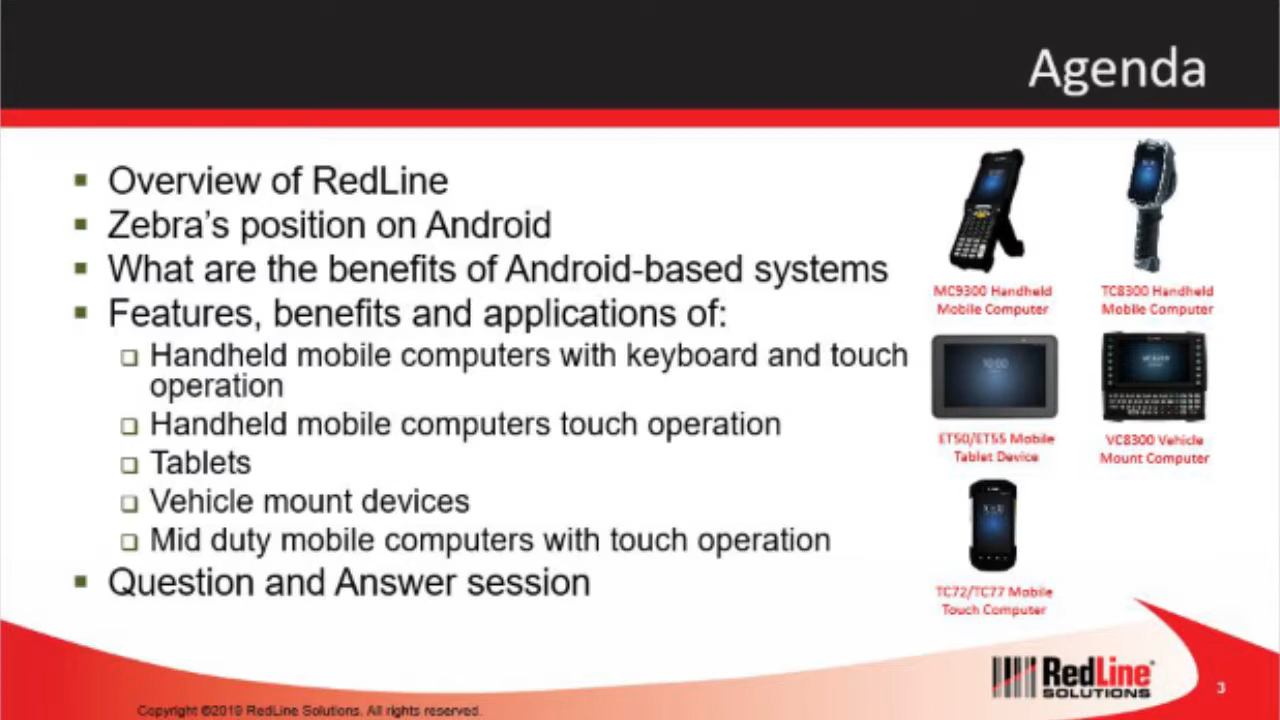 Agenda
Overview of RedLine
Zebra's position on Android
What are the benefits of Android-based systems
Features, benefits and applications of:
Handheld mobile computers with keyboard and touch
operation
Handheld mobile computers touch operation
Tablets
Vehicle mount devices
Mid duty mobile computers with touch operation
Question and Answer session
MC9300 Handheld
Mobile Computer
TC8300 Handheld
Mobile Computer
ET50/ET55 Mobile
Tablet Device
VC8300 Vehicle
Mount Computer
TC72/TC77 Mobile
Touch Computer
RedLine
SOLUTIONS
3
Copyright ©2019 RedLine Solutions. All rights reserved.